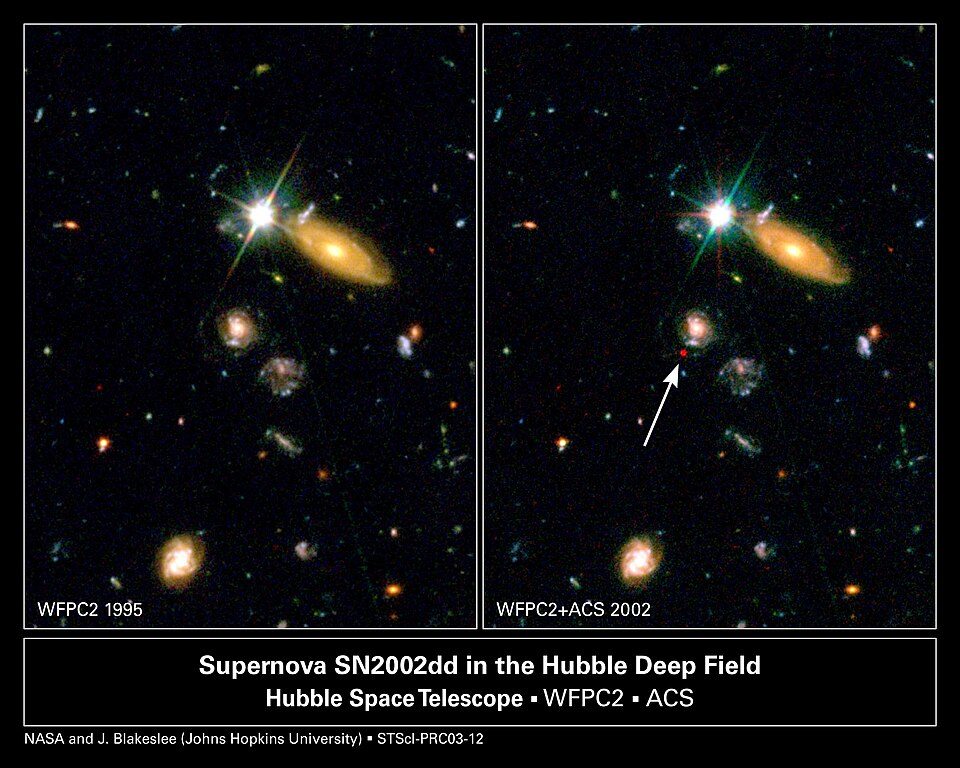 WFPC2 1995
WFPC2+ACS 2002
Supernova SN2002dd in the Hubble Deep Field
Hubble Space Telescope ▪ WFPC2 ▪ ACS
NASA and J. Blakeslee (Johns Hopkins University) ▪ STScI-PRC03-12